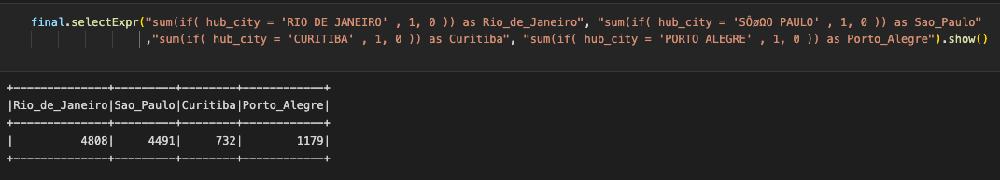 final.selectExpr("sum(if( hub_city = 'RIO DE JANEIRO' , 1, 0 )) as Rio_de_Janeiro", "sum(if( hub_city = 'SÔøΩO PAULO' , 1, 0 )) as Sao_Paulo"
,"sum(if( hub_city = 'CURITIBA' , 1, 0 )) as Curitiba", "sum(if( hub_city = 'PORTO ALEGRE' , 1, 0 )) as Porto_Alegre").show()
+--------------+---------+--------+------------+
|Rio_de_Janeiro|Sao_Paulo|Curitiba|Porto_Alegre|
+--------------+---------+--------+------------+
|          4808|     4491|     732|        1179|
+--------------+---------+--------+------------+